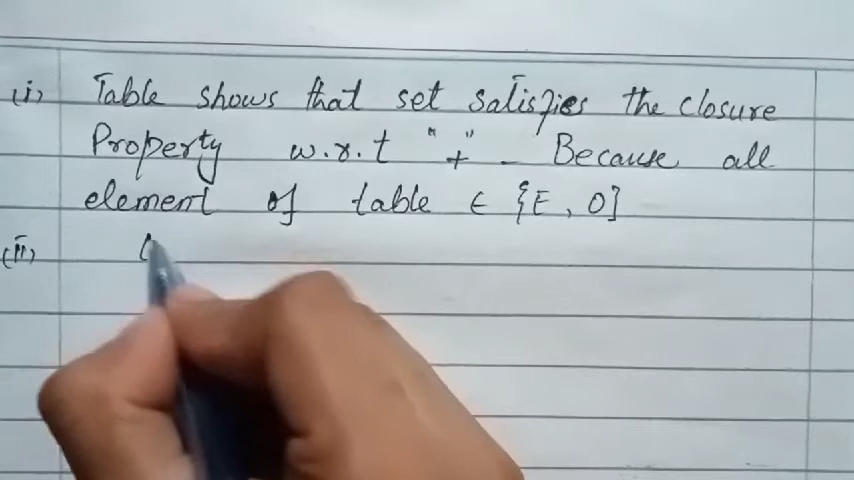 (i) Table shows that set satisfies the closure
Property w.r.t "+" - Because all
element of table ∈ {E, O}
(ii) (